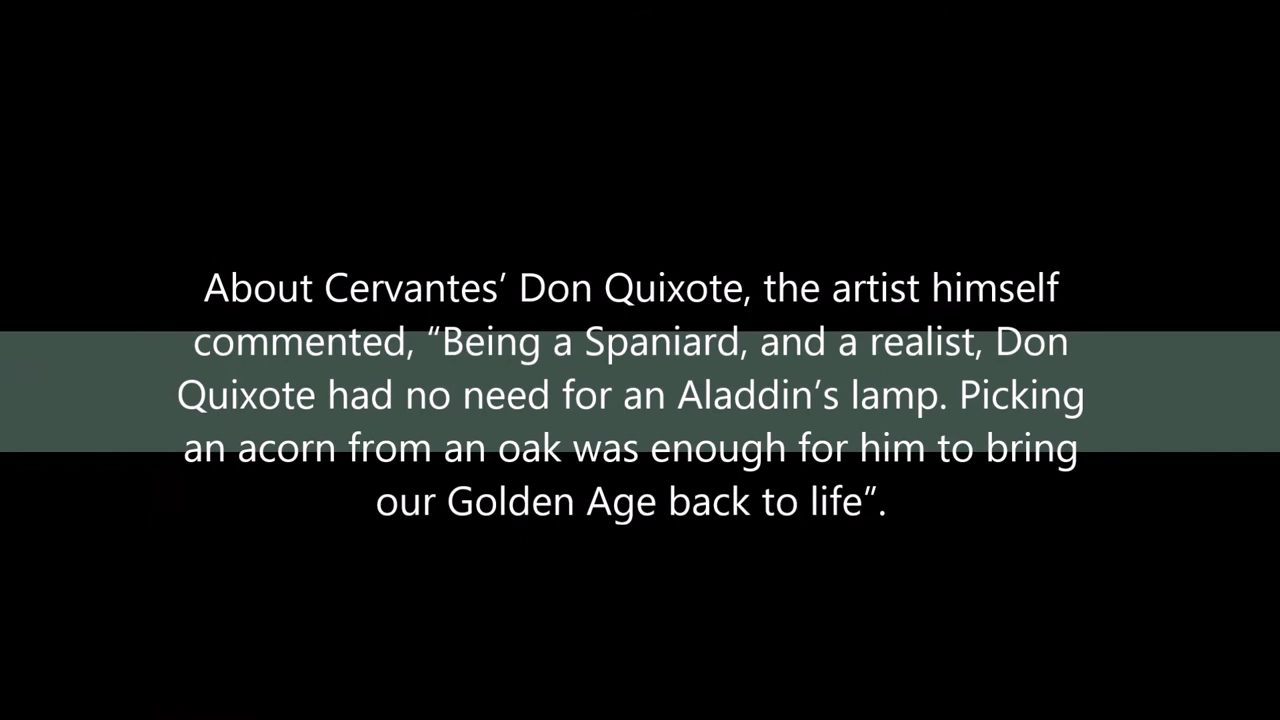 About Cervantes’ Don Quixote, the artist himself
commented, “Being a Spaniard, and a realist, Don
Quixote had no need for an Aladdin’s lamp. Picking
an acorn from an oak was enough for him to bring
our Golden Age back to life”.